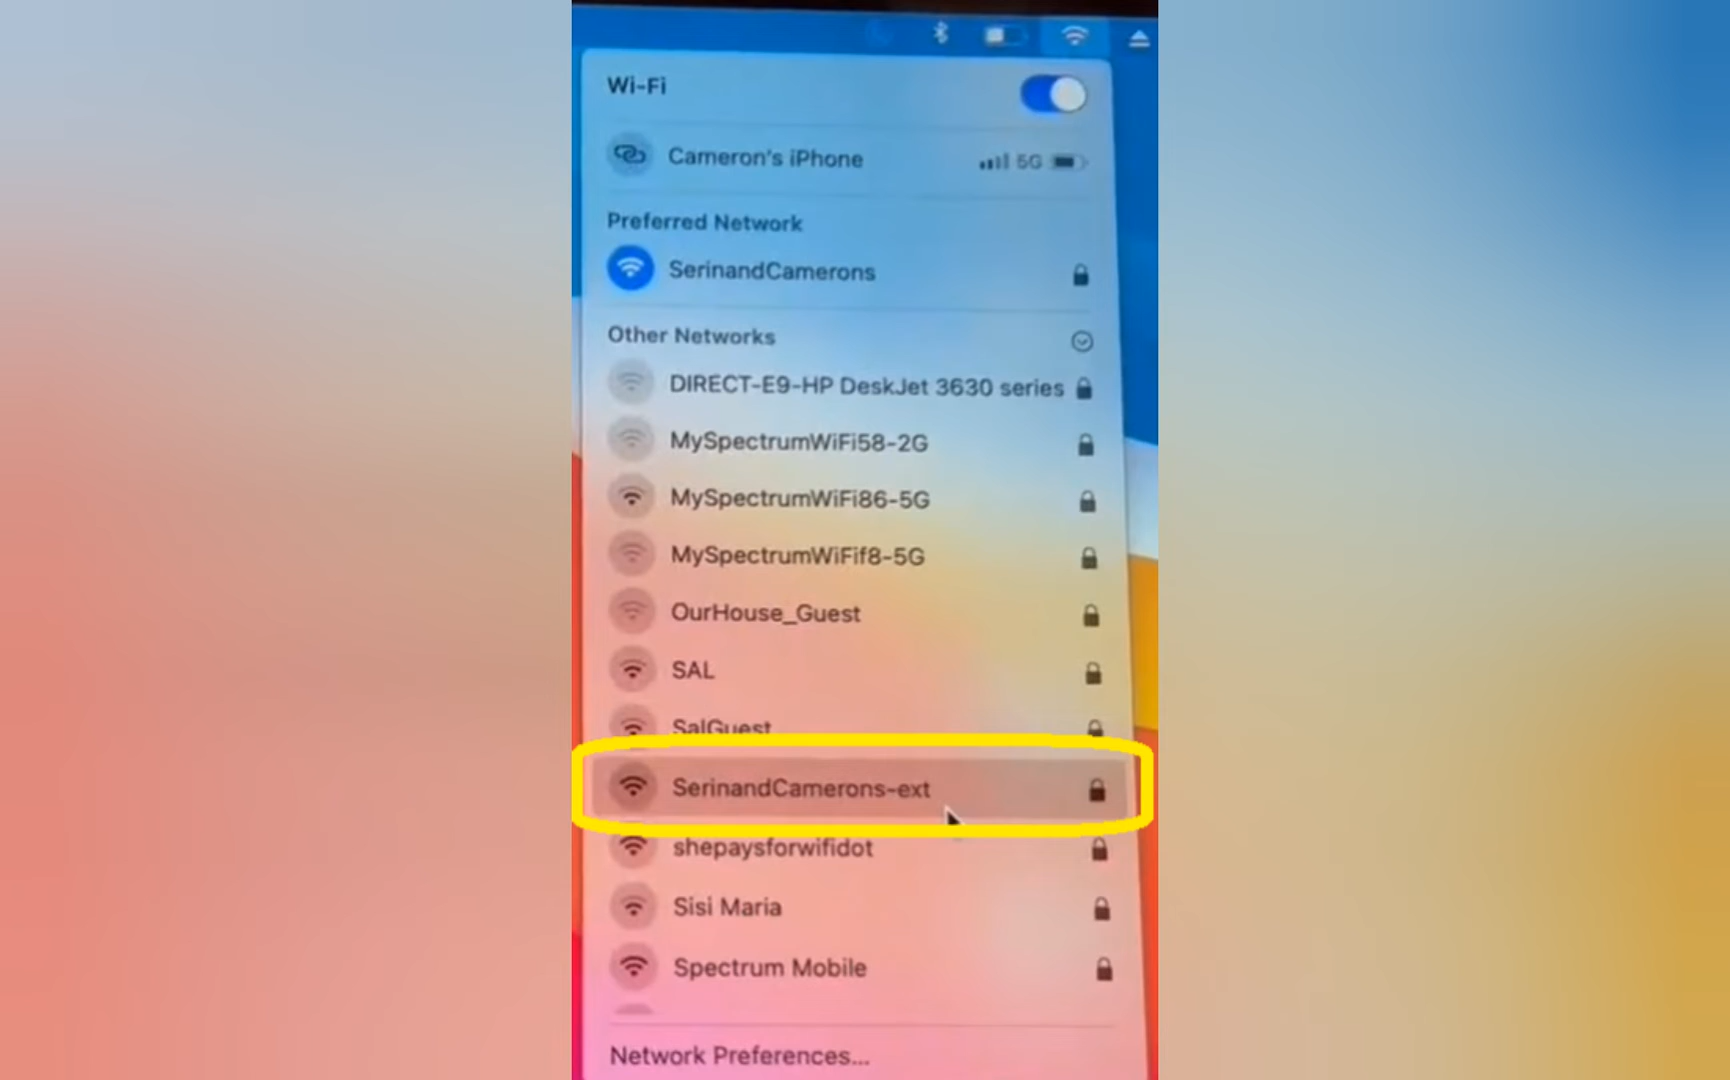 Wi-Fi
Cameron's iPhone 5G
Preferred Network
SerinandCamerons
Other Networks
DIRECT-E9-HP DeskJet 3630 series
MySpectrumWiFi58-2G
MySpectrumWiFi86-5G
MySpectrumWiFif8-5G
OurHouse_Guest
SAL
SalGuest
SerinandCamerons-ext
shepaysforwifidot
Sisi Maria
Spectrum Mobile
Network Preferences...